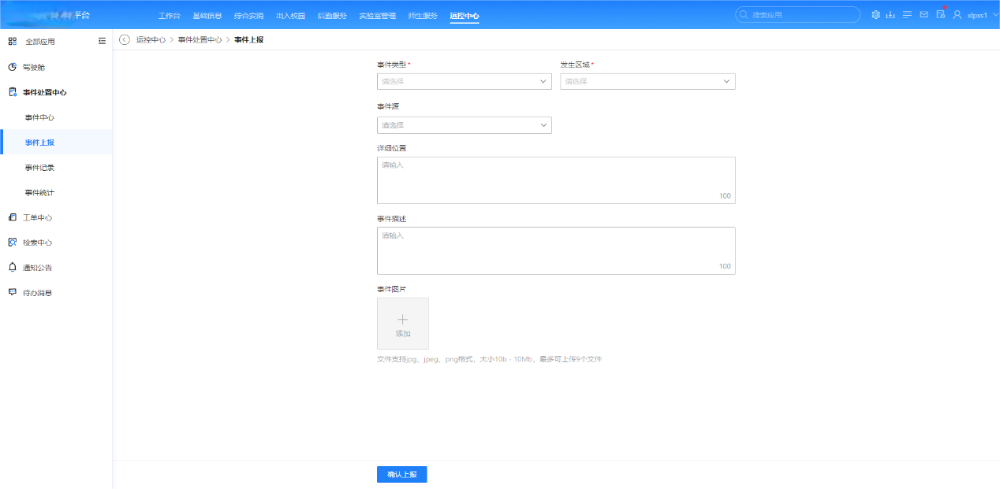 平台 工作台 基础信息 综合安消 出入校园 后勤服务 实验室管理 师生服务 运控中心 搜索应用 xlpxs1
全部应用
驾驶舱
事件处置中心
事件中心
事件上报
事件记录
事件统计
工单中心
检索中心
通知公告
待办消息
运控中心 > 事件处置中心 > 事件上报
事件类型* 发生区域*
请选择 请选择
事件源
请选择
详细位置
请输入
100
事件描述
请输入
100
事件图片
添加
文件支持jpg、jpeg、png格式，大小10b - 10Mb，最多可上传9个文件
确认上报